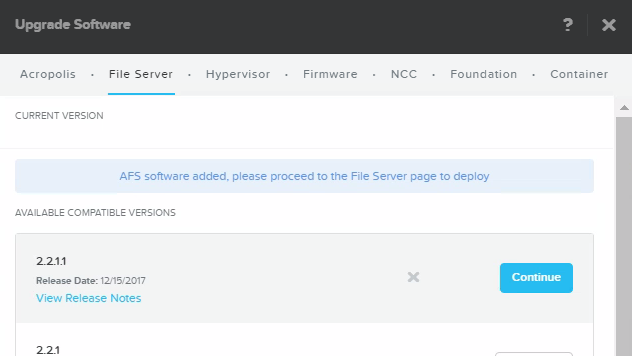 Upgrade Software
?
Acropolis · File Server · Hypervisor · Firmware · NCC · Foundation · Container
CURRENT VERSION
AFS software added, please proceed to the File Server page to deploy
AVAILABLE COMPATIBLE VERSIONS
2.2.1.1
Release Date: 12/15/2017
Continue
View Release Notes
2.2.1